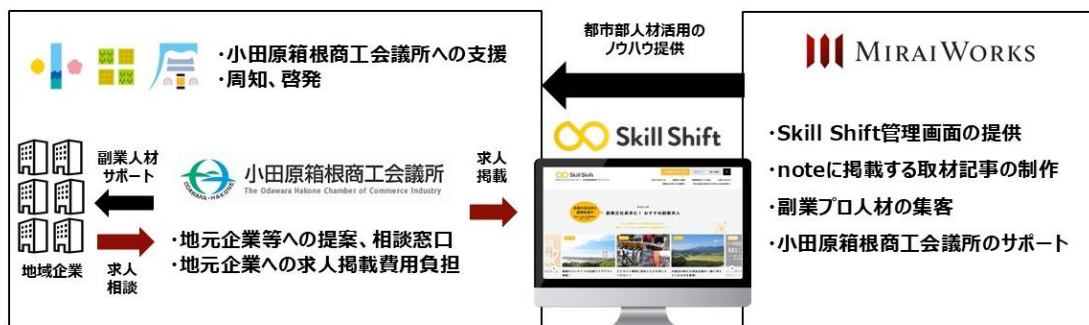 ・小田原箱根商工会議所への支援
・周知、啓発
副業人材
サポート
地域企業
求人
相談
小田原箱根商工会議所
The Odawara Hakone Chamber of Commerce Industry
ODAWARA・HAKONE
・地元企業等への提案、相談窓口
・地元企業への求人掲載費用負担
求人
掲載
都市部人材活用の
ノウハウ提供
Skill Shift
Skill Shift
MIRAIWORKS
・Skill Shift管理画面の提供
・noteに掲載する取材記事の制作
・副業プロ人材の集客
・小田原箱根商工会議所のサポート